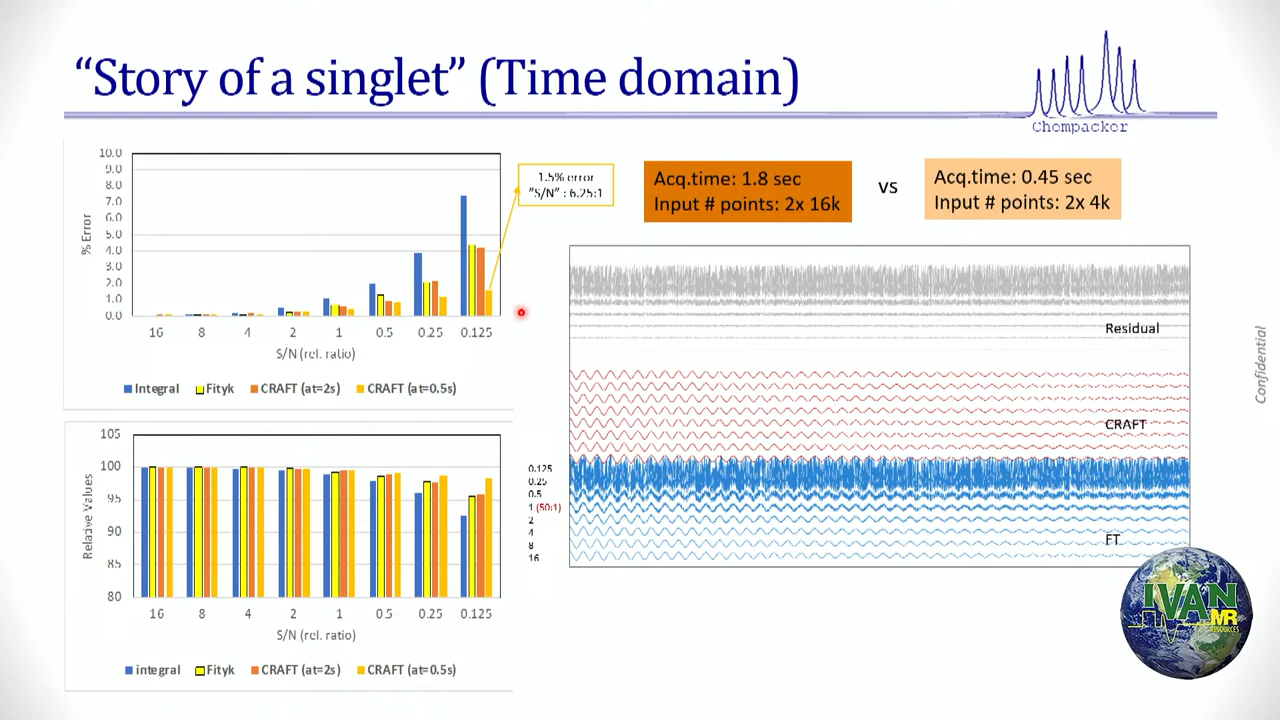 “Story of a singlet” (Time domain)
Chempacker
10.0
9.0
8.0
7.0
6.0
5.0
4.0
3.0
2.0
1.0
0.0
% Error
16 8 4 2 1 0.5 0.25 0.125
S/N (rel. ratio)
Integral Fityk CRAFT (at=2s) CRAFT (at=0.5s)
1.5% error
"S/N" : 6.25:1
Acq.time: 1.8 sec
Input # points: 2x 16k
vs
Acq.time: 0.45 sec
Input # points: 2x 4k
105
100
95
90
85
80
Relative Values
16 8 4 2 1 0.5 0.25 0.125
S/N (rel. ratio)
integral Fityk CRAFT (at=2s) CRAFT (at=0.5s)
Residual
CRAFT
FT
0.125
0.25
0.5
1 (50:1)
2
4
8
16
Confidential
IVAN
MR
RESOURCES